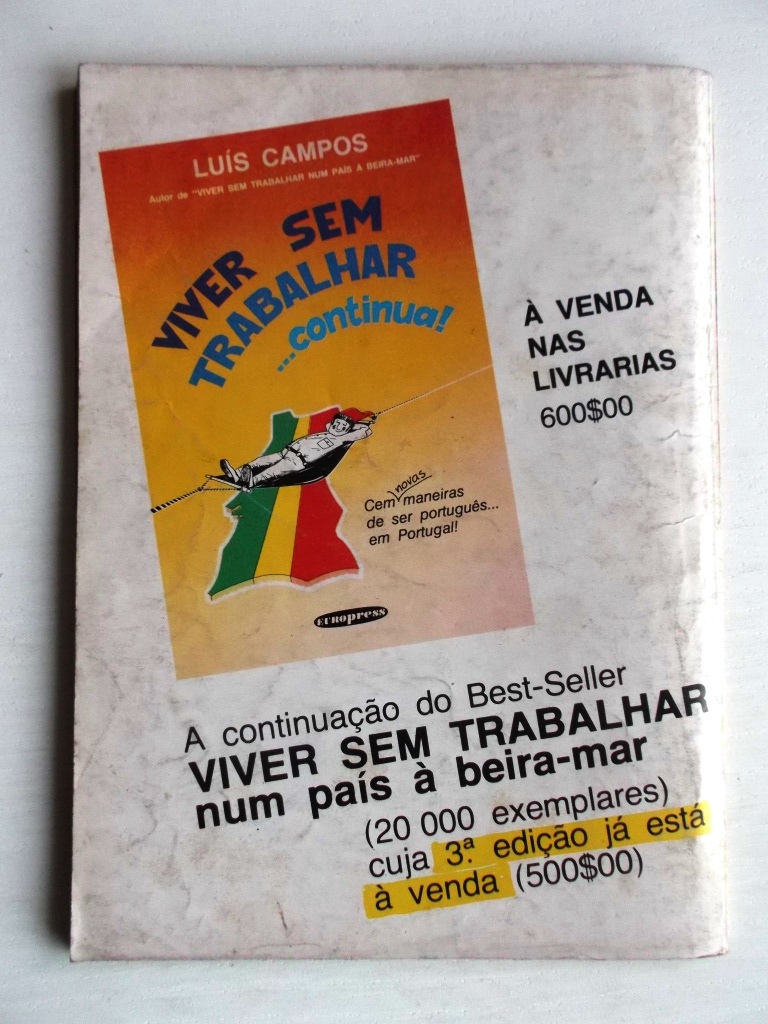 LUÍS CAMPOS
Autor de "VIVER SEM TRABALHAR NUM PAÍS A BEIRA-MAR"
VIVER SEM
TRABALHAR
...continua!
À VENDA
NAS
LIVRARIAS
600$00
novas
Cem maneiras
de ser português...
em Portugal!
EUROpress
A continuação do Best-Seller
VIVER SEM TRABALHAR
num país à beira-mar
(20 000 exemplares)
cuja 3.ª edição já está
à venda (500$00)